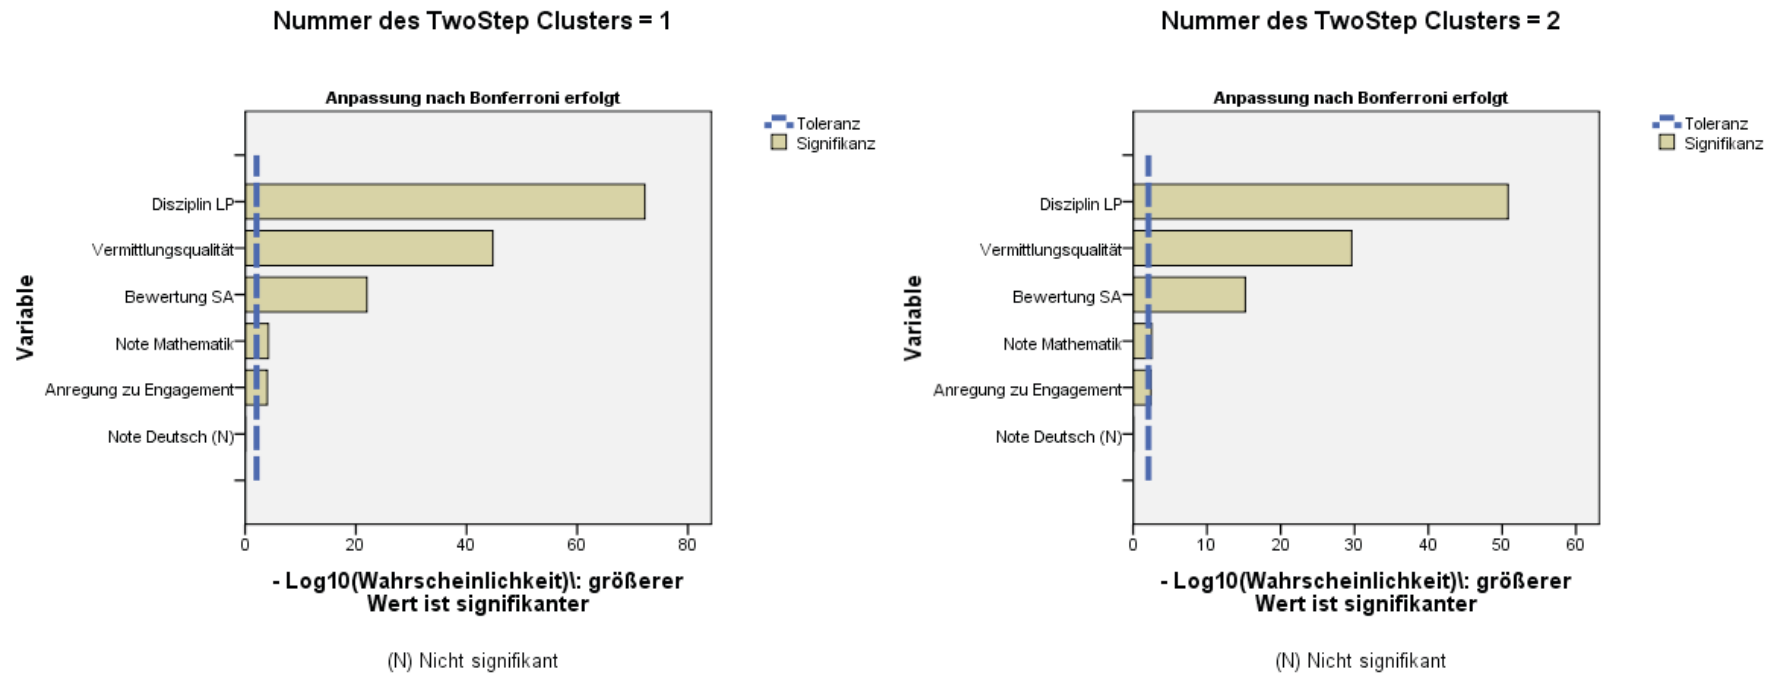 Nummer des TwoStep Clusters = 1
Anpassung nach Bonferroni erfolgt
Toleranz
Signifikanz
Variable
Disziplin LP
Vermittlungsqualität
Bewertung SA
Note Mathematik
Anregung zu Engagement
Note Deutsch (N)
0 20 40 60 80
- Log10(Wahrscheinlichkeit)\: größerer
Wert ist signifikanter
(N) Nicht signifikant
Nummer des TwoStep Clusters = 2
Anpassung nach Bonferroni erfolgt
Toleranz
Signifikanz
Variable
Disziplin LP
Vermittlungsqualität
Bewertung SA
Note Mathematik
Anregung zu Engagement
Note Deutsch (N)
0 10 20 30 40 50 60
- Log10(Wahrscheinlichkeit)\: größerer
Wert ist signifikanter
(N) Nicht signifikant